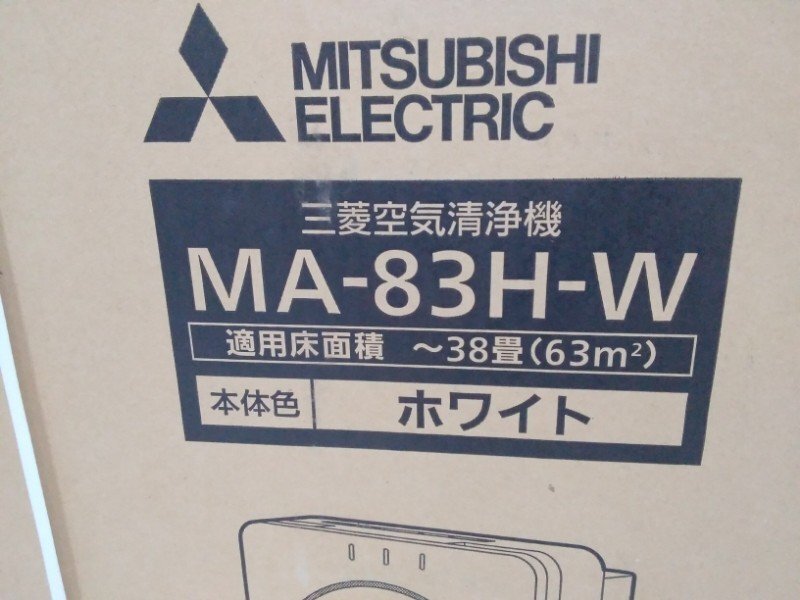 MITSUBISHI
ELECTRIC
三菱空気清浄機
MA-83H-W
適用床面積 ～38畳(63m²)
本体色 ホワイト